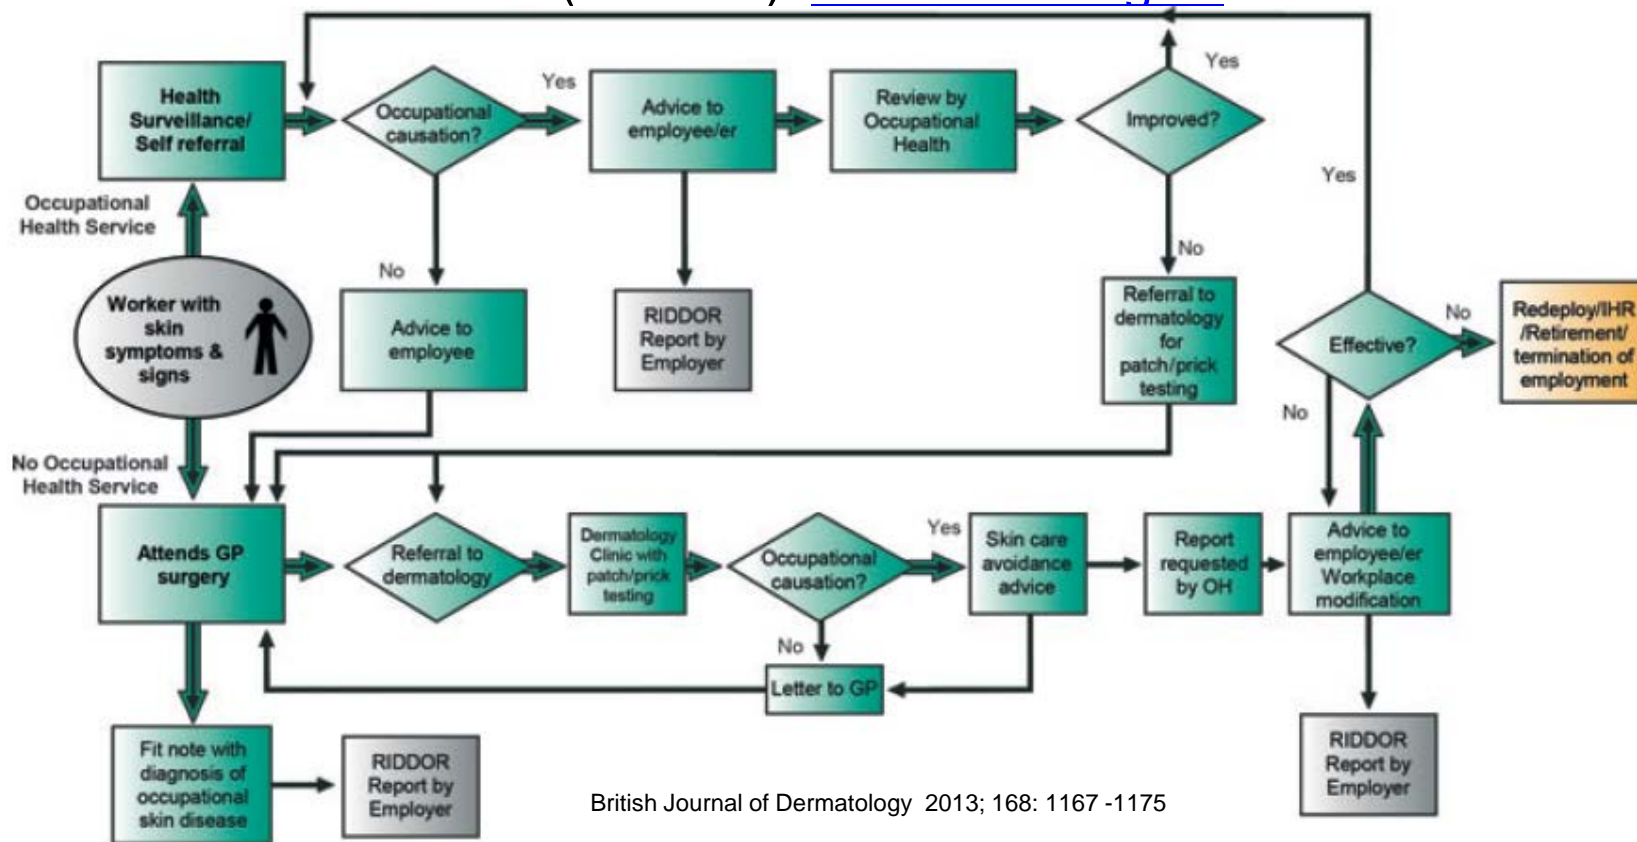 Health
Surveillance/
Self referral
Occupational
causation?
Yes
Advice to
employee/er
Review by
Occupational
Health
Improved?
Yes
Yes
Occupational
Health Service
No
No
Worker with
skin
symptoms &
signs
Advice to
employee
RIDDOR
Report by
Employer
Referral to
dermatology
for
patch/prick
testing
Effective?
No
Redeploy/IHR
/Retirement/
termination of
employment
No
No Occupational
Health Service
Attends GP
surgery
Referral to
dermatology
Dermatology
Clinic with
patch/prick
testing
Occupational
causation?
Yes
Skin care
avoidance
advice
Report
requested
by OH
Advice to
employee/er
Workplace
modification
No
Letter to GP
Fit note with
diagnosis of
occupational
skin disease
RIDDOR
Report by
Employer
RIDDOR
Report by
Employer
British Journal of Dermatology 2013; 168: 1167 -1175